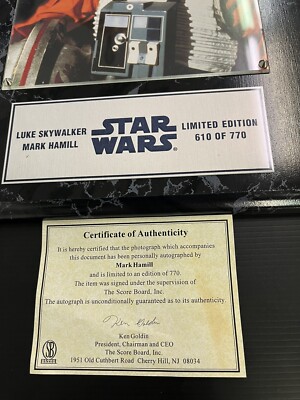 LUKE SKYWALKER
MARK HAMILL
STAR
WARS®
LIMITED EDITION
610 OF 770
Certificate of Authenticity
It is hereby certified that the photograph which accompanies
this document has been personally autographed by
Mark Hamill
and is limited to an edition of 770.
The item was signed under the supervision of
The Score Board, Inc.
The autograph is unconditionally guaranteed as to its authenticity
Ken Goldin
Ken Goldin
President, Chairman and CEO
The Score Board, Inc.
1951 Old Cuthbert Road Cherry Hill, NJ 08034